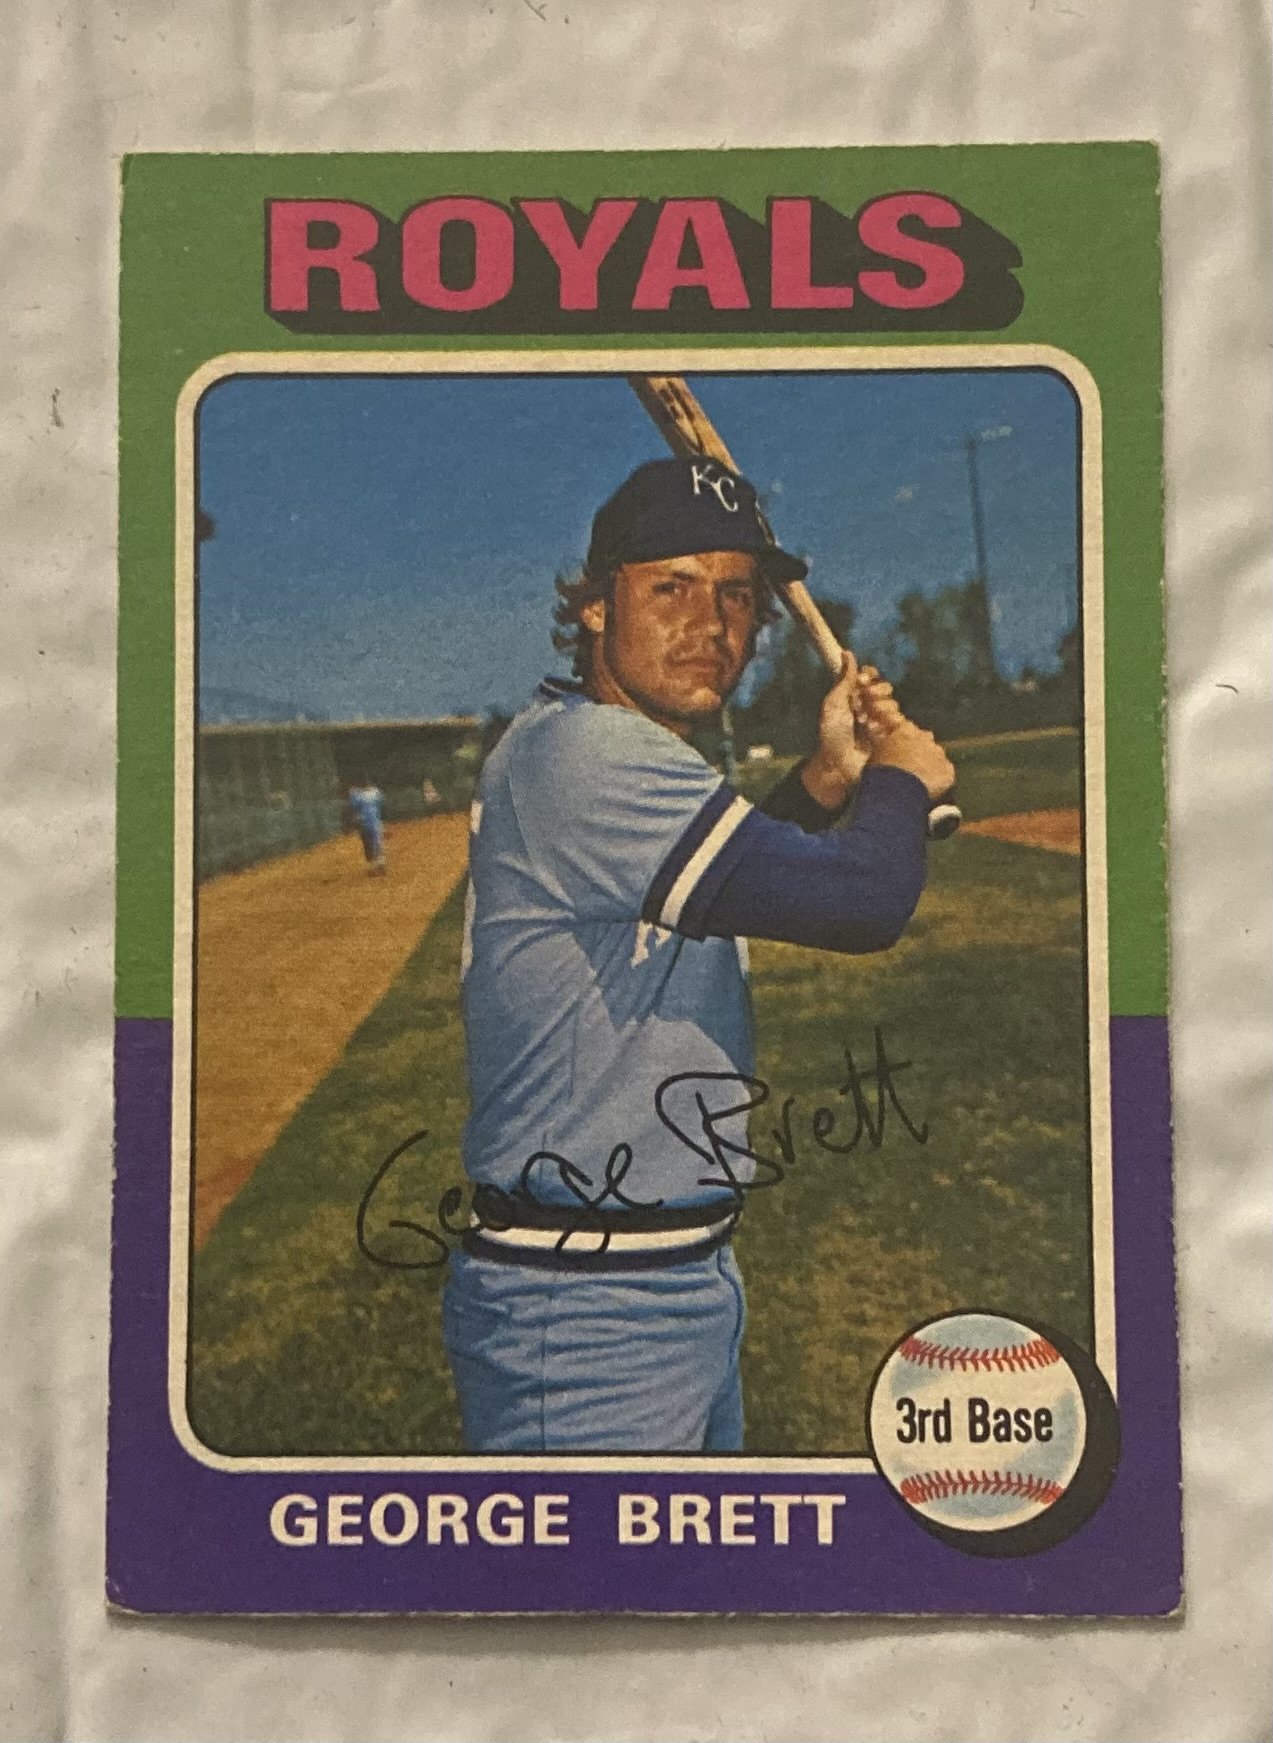 ROYALS
KC
George Brett
3rd Base
GEORGE BRETT